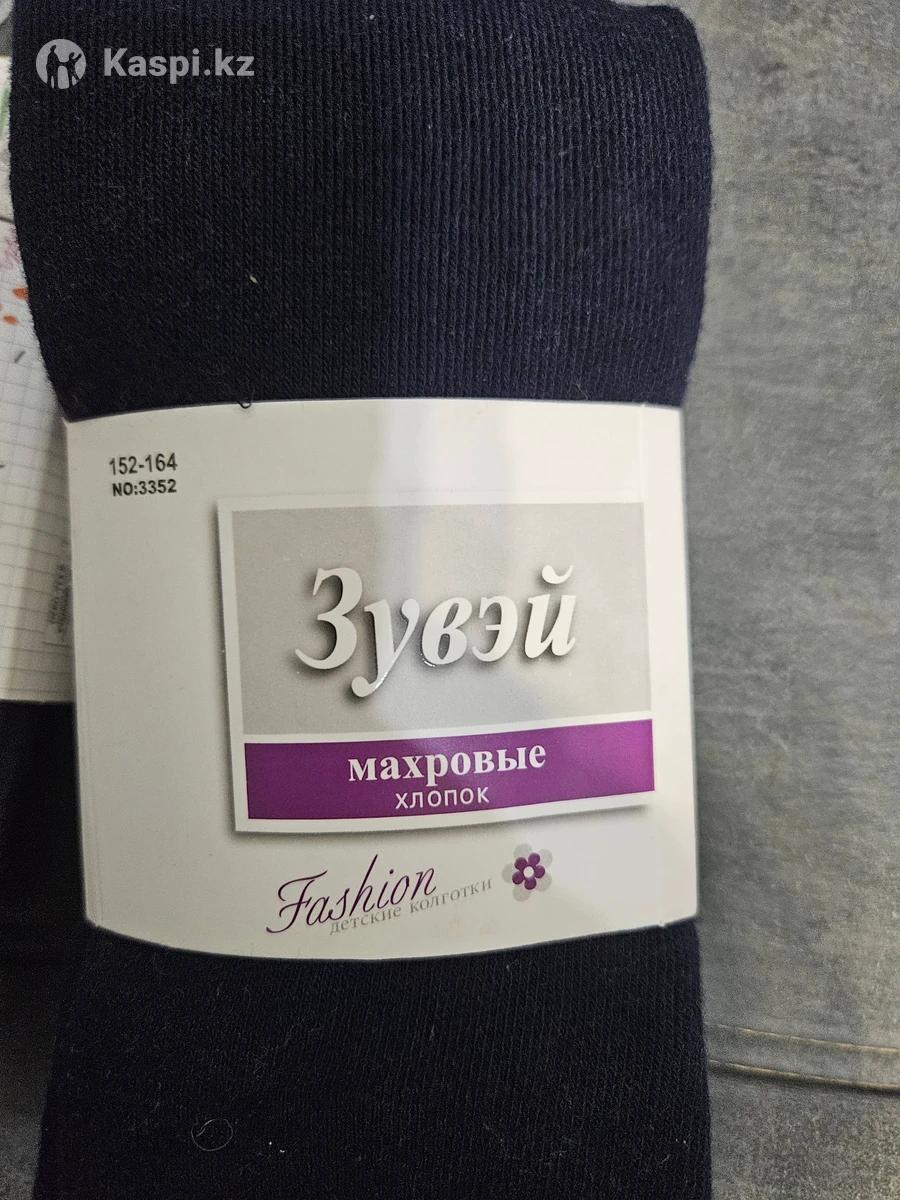 Kaspi.kz
152-164
NO:3352
Зувэй
махровые
хлопок
Fashion
детские колготки